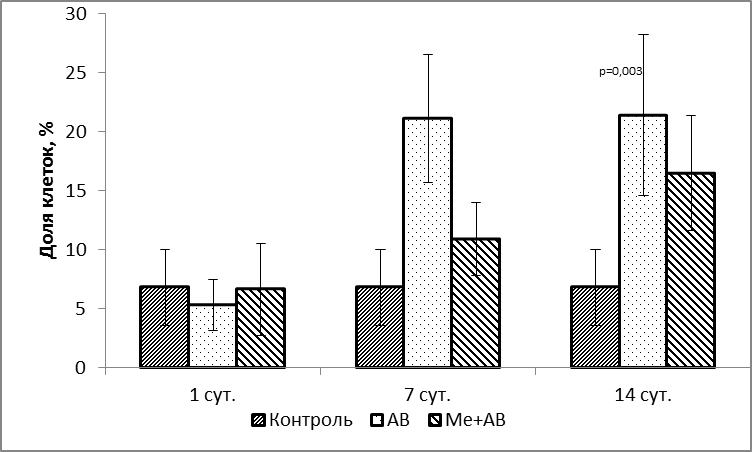 30
25
20
15
10
5
0
Доля клеток, %
p=0,003
1 сут.
7 сут.
14 сут.
Контроль АВ Ме+АВ